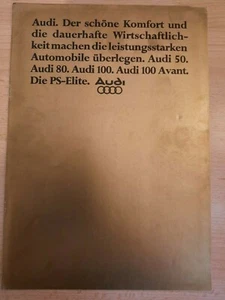 Audi. Der schöne Komfort und
die dauerhafte Wirtschaftlich-
keit machen die leistungsstarken
Automobile überlegen. Audi 50.
Audi 80. Audi 100. Audi 100 Avant.
Die PS-Elite. Audi